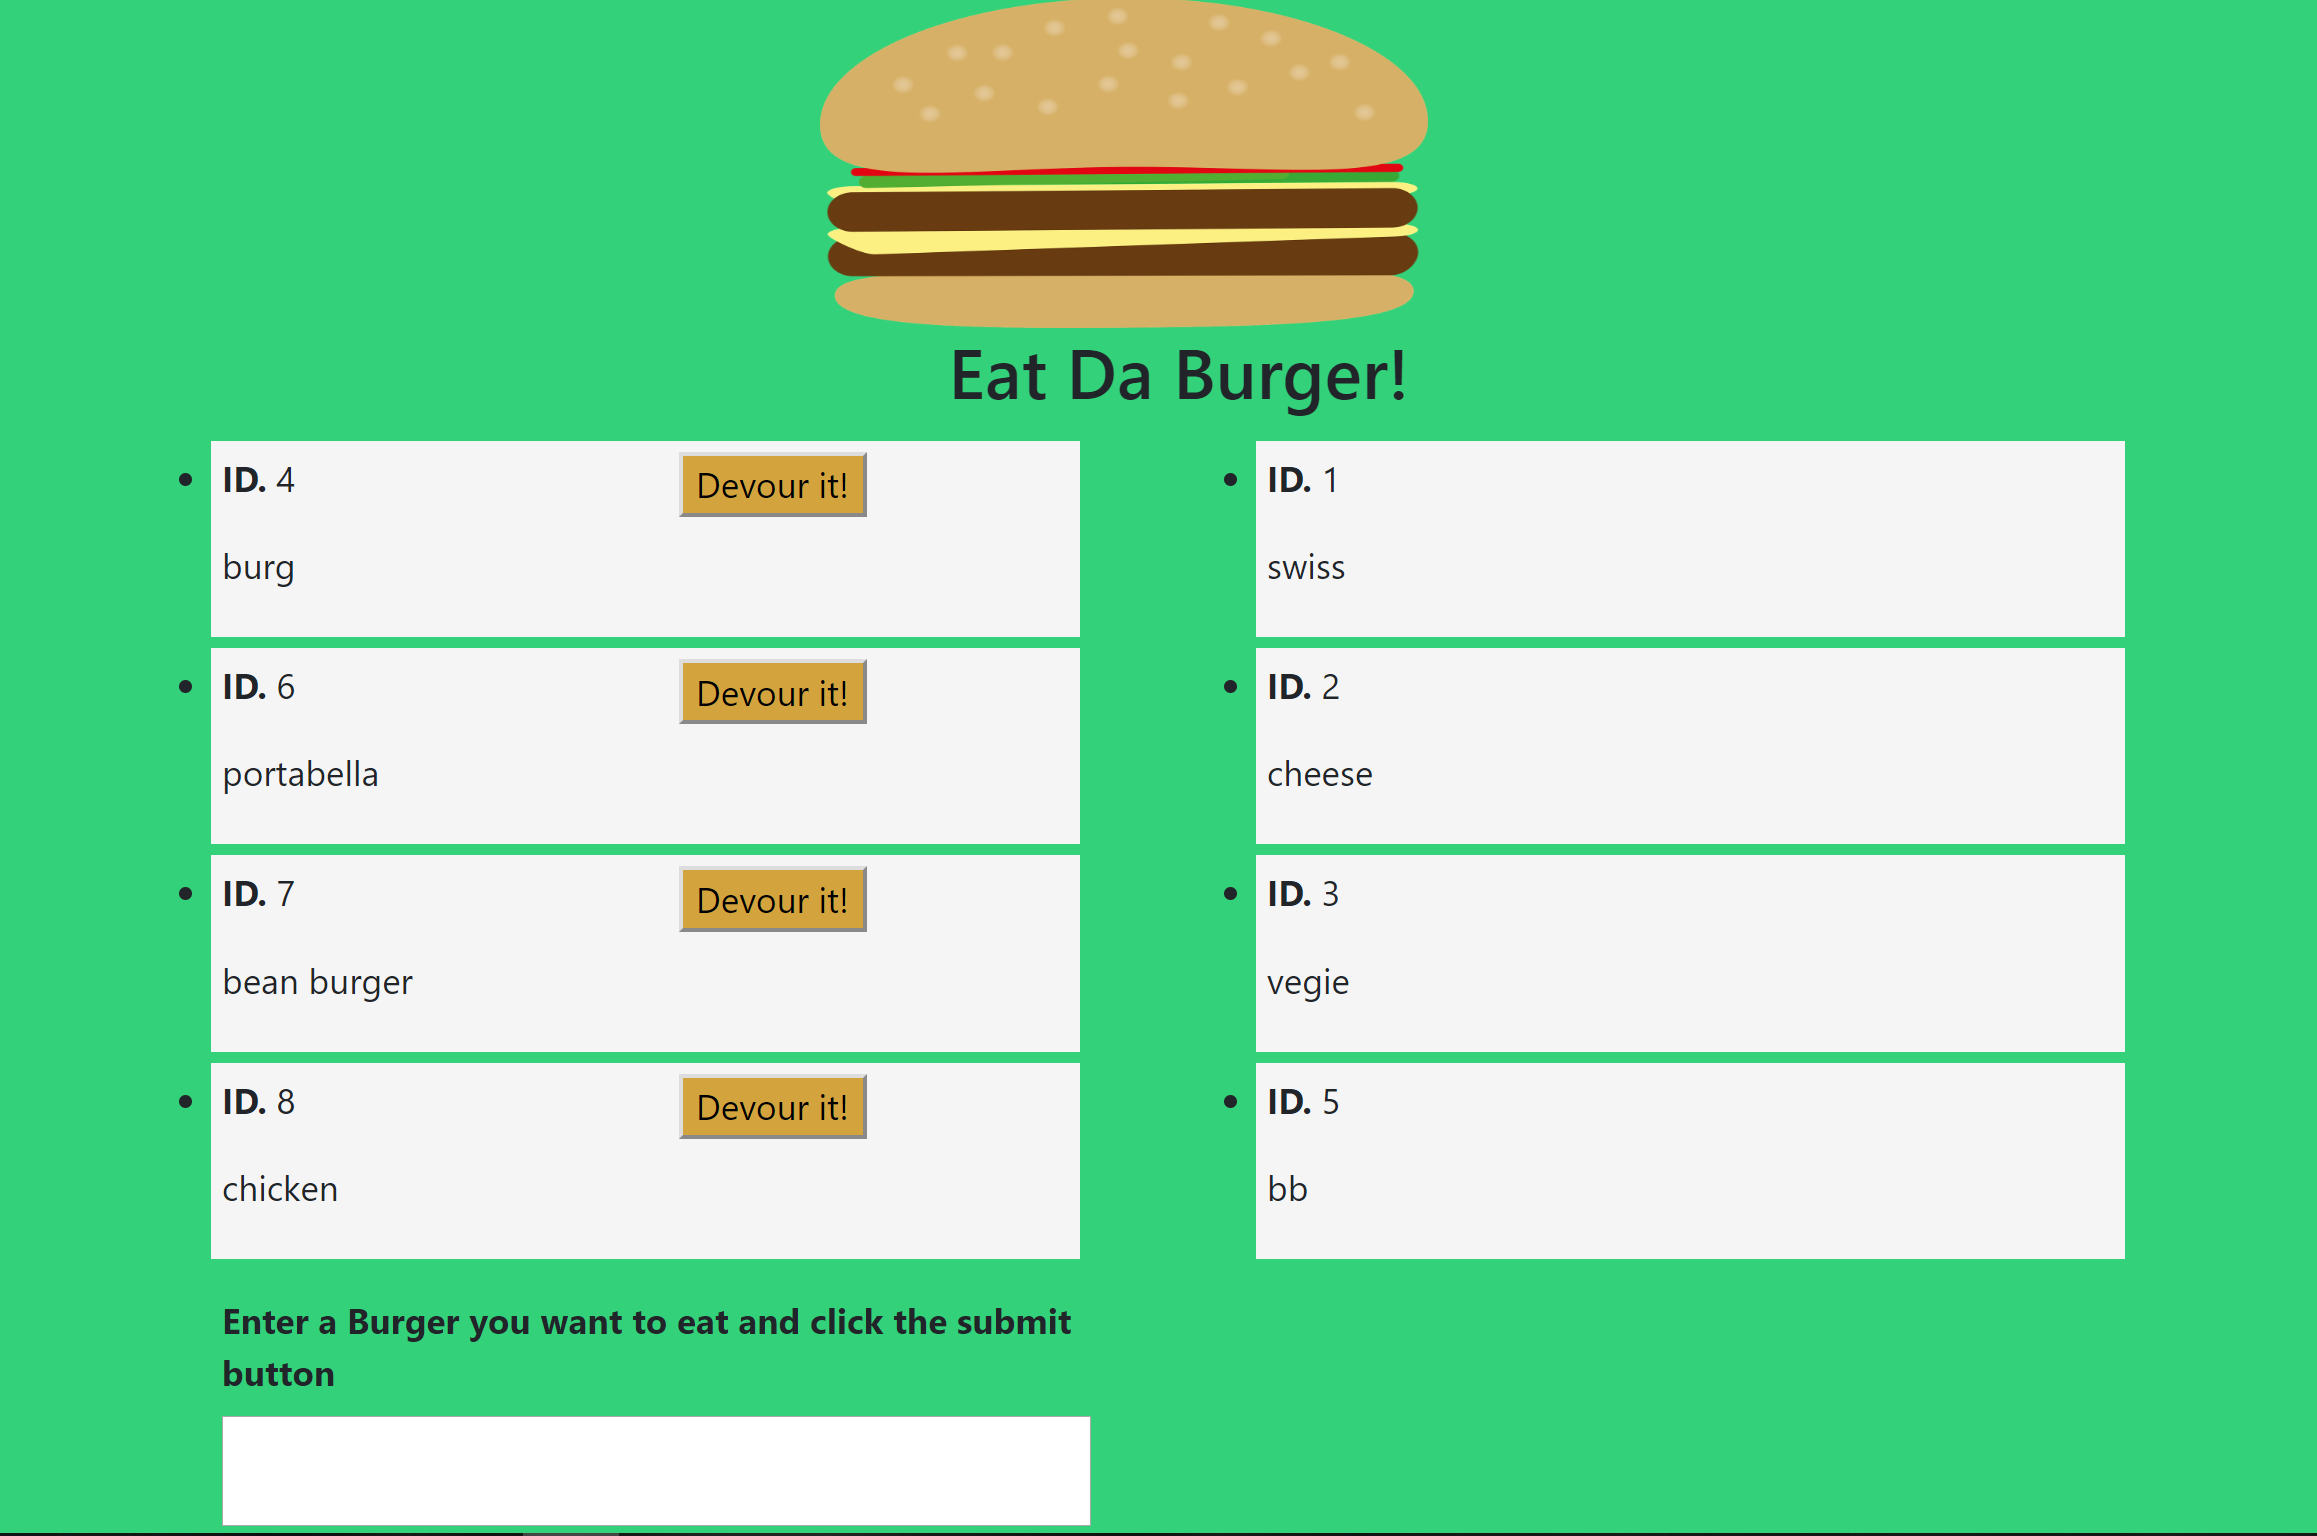 Eat Da Burger!
ID. 4
Devour it!
burg
ID. 6
Devour it!
portabella
ID. 7
Devour it!
bean burger
ID. 8
Devour it!
chicken
ID. 1
swiss
ID. 2
cheese
ID. 3
vegie
ID. 5
bb
Enter a Burger you want to eat and click the submit
button